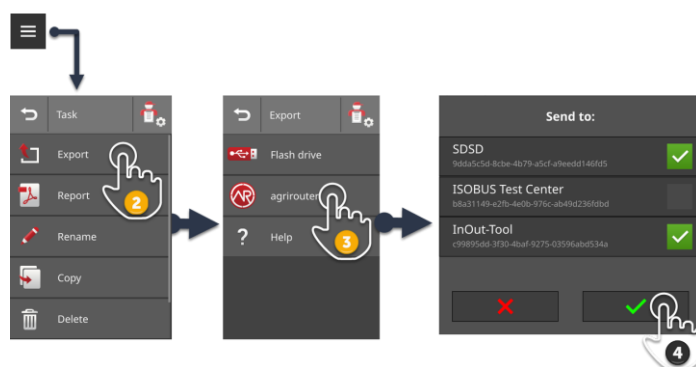 Task
Export
Report
2
Rename
Copy
Delete
Export
Flash drive
agrirouter
Help
3
Send to:
SDSD
9dda5c5d-8cbe-4b79-a5cf-a9eedd146fd5
ISOBUS Test Center
b8a31149-e2fb-4e0b-976c-ab49d236fdbd
InOut-Tool
c99895dd-3f30-4baf-9275-03596abd534a
4